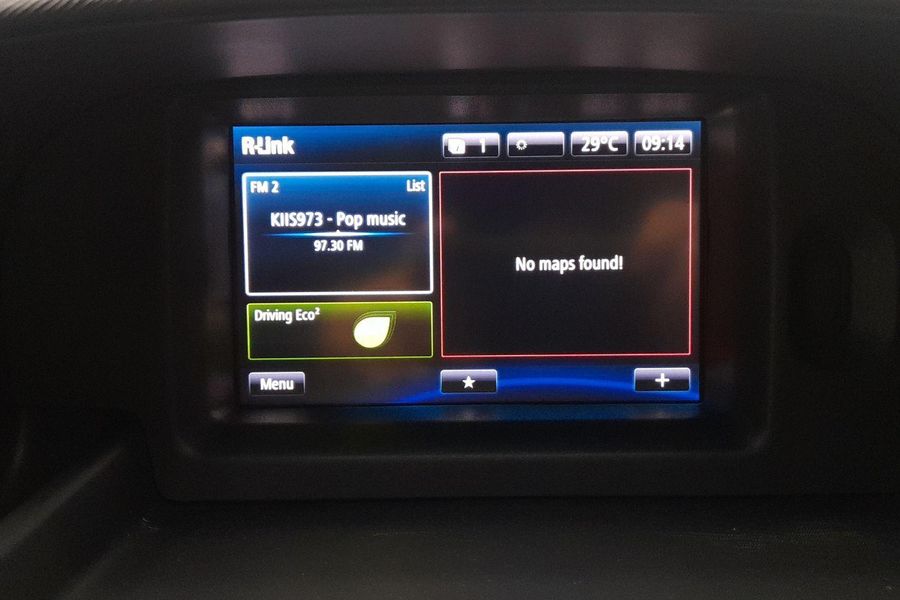 R-Link
1
29°C
09:14
FM 2
List
KIIS973 - Pop music
97.30 FM
No maps found!
Driving Eco²
Menu